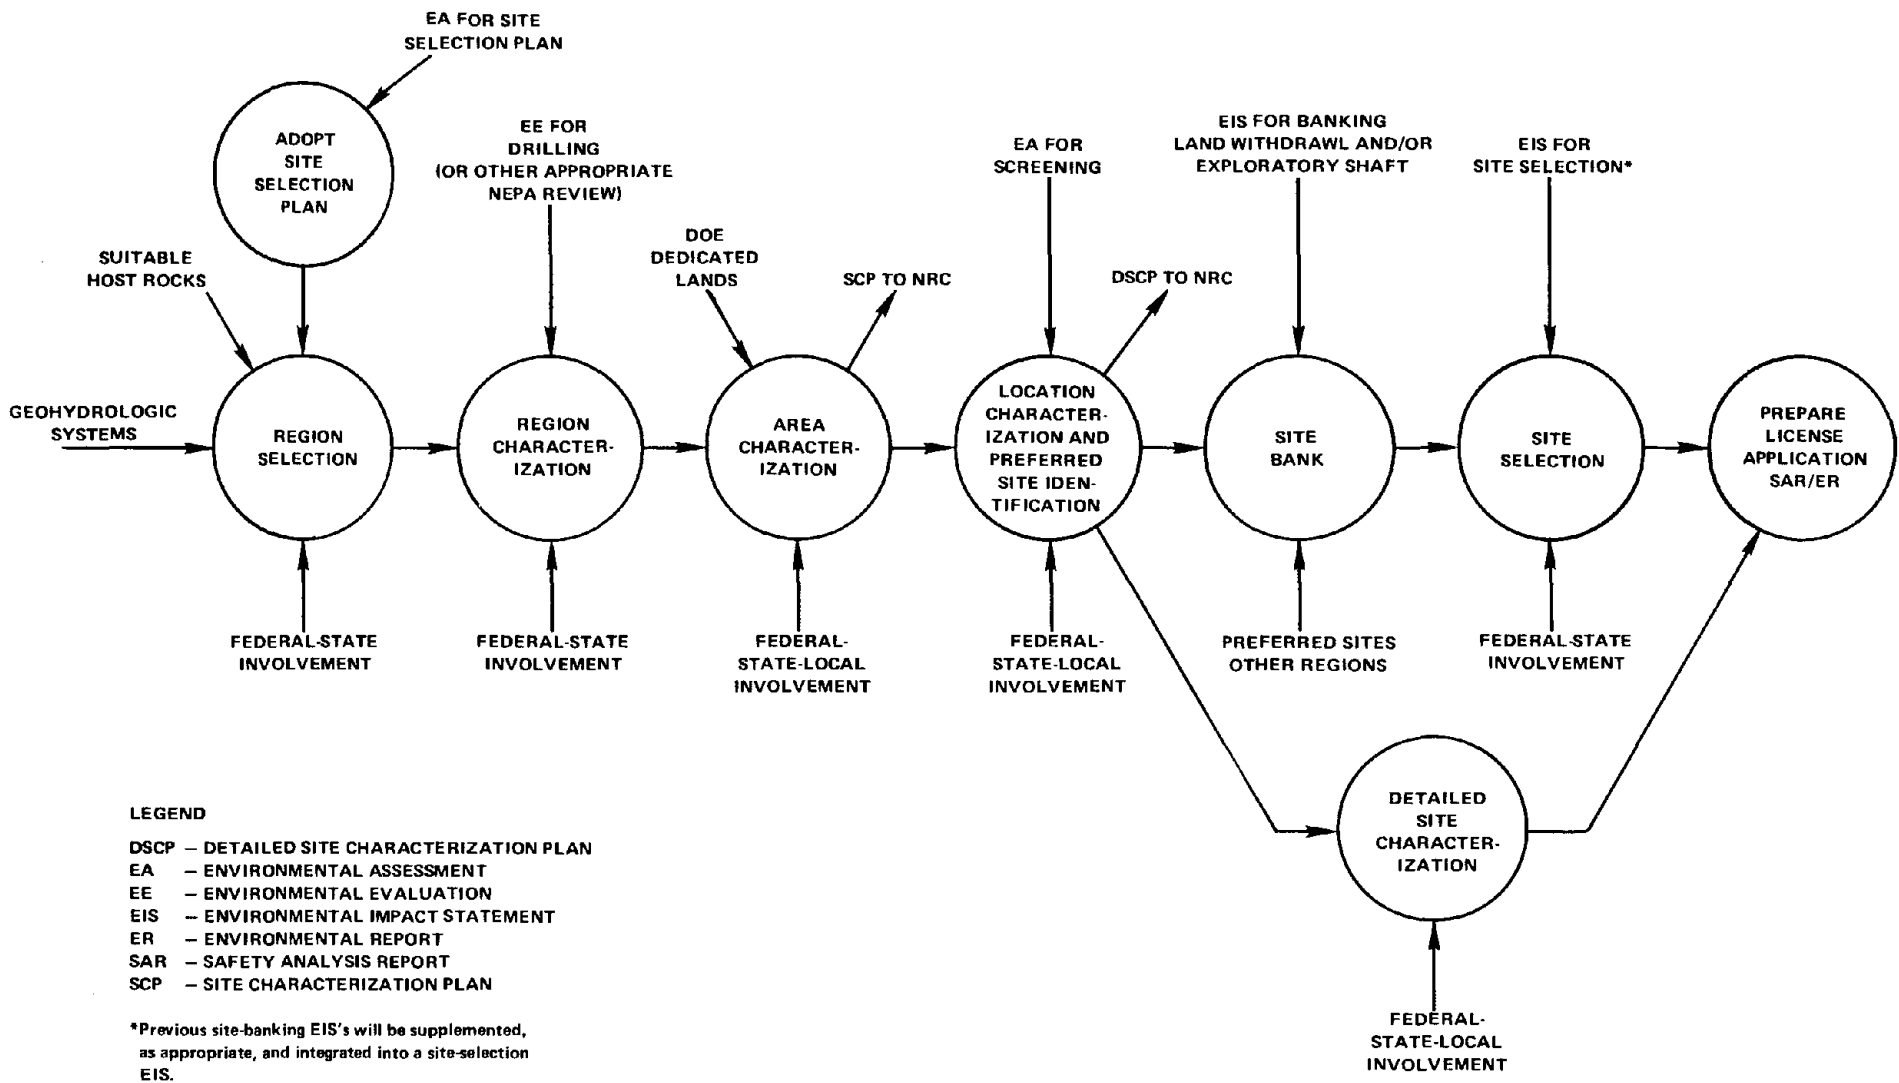 EA FOR SITE
SELECTION PLAN
ADOPT
SITE
SELECTION
PLAN
EE FOR
DRILLING
(OR OTHER APPROPRIATE
NEPA REVIEW)
EA FOR
SCREENING
EIS FOR BANKING
LAND WITHDRAWL AND/OR
EXPLORATORY SHAFT
EIS FOR
SITE SELECTION*
SUITABLE
HOST ROCKS
DOE
DEDICATED
LANDS
SCP TO NRC
DSCP TO NRC
GEOHYDROLOGIC
SYSTEMS
REGION
SELECTION
REGION
CHARACTER-
IZATION
AREA
CHARACTER-
IZATION
LOCATION
CHARACTER-
IZATION AND
PREFERRED
SITE IDEN-
TIFICATION
SITE
BANK
SITE
SELECTION
PREPARE
LICENSE
APPLICATION
SAR/ER
FEDERAL-STATE
INVOLVEMENT
FEDERAL-STATE
INVOLVEMENT
FEDERAL-
STATE-LOCAL
INVOLVEMENT
FEDERAL-
STATE-LOCAL
INVOLVEMENT
PREFERRED SITES
OTHER REGIONS
FEDERAL-STATE
INVOLVEMENT
DETAILED
SITE
CHARACTER-
IZATION
FEDERAL-
STATE-LOCAL
INVOLVEMENT
LEGEND
DSCP – DETAILED SITE CHARACTERIZATION PLAN
EA – ENVIRONMENTAL ASSESSMENT
EE – ENVIRONMENTAL EVALUATION
EIS – ENVIRONMENTAL IMPACT STATEMENT
ER – ENVIRONMENTAL REPORT
SAR – SAFETY ANALYSIS REPORT
SCP – SITE CHARACTERIZATION PLAN
*Previous site-banking EIS's will be supplemented,
as appropriate, and integrated into a site-selection
EIS.